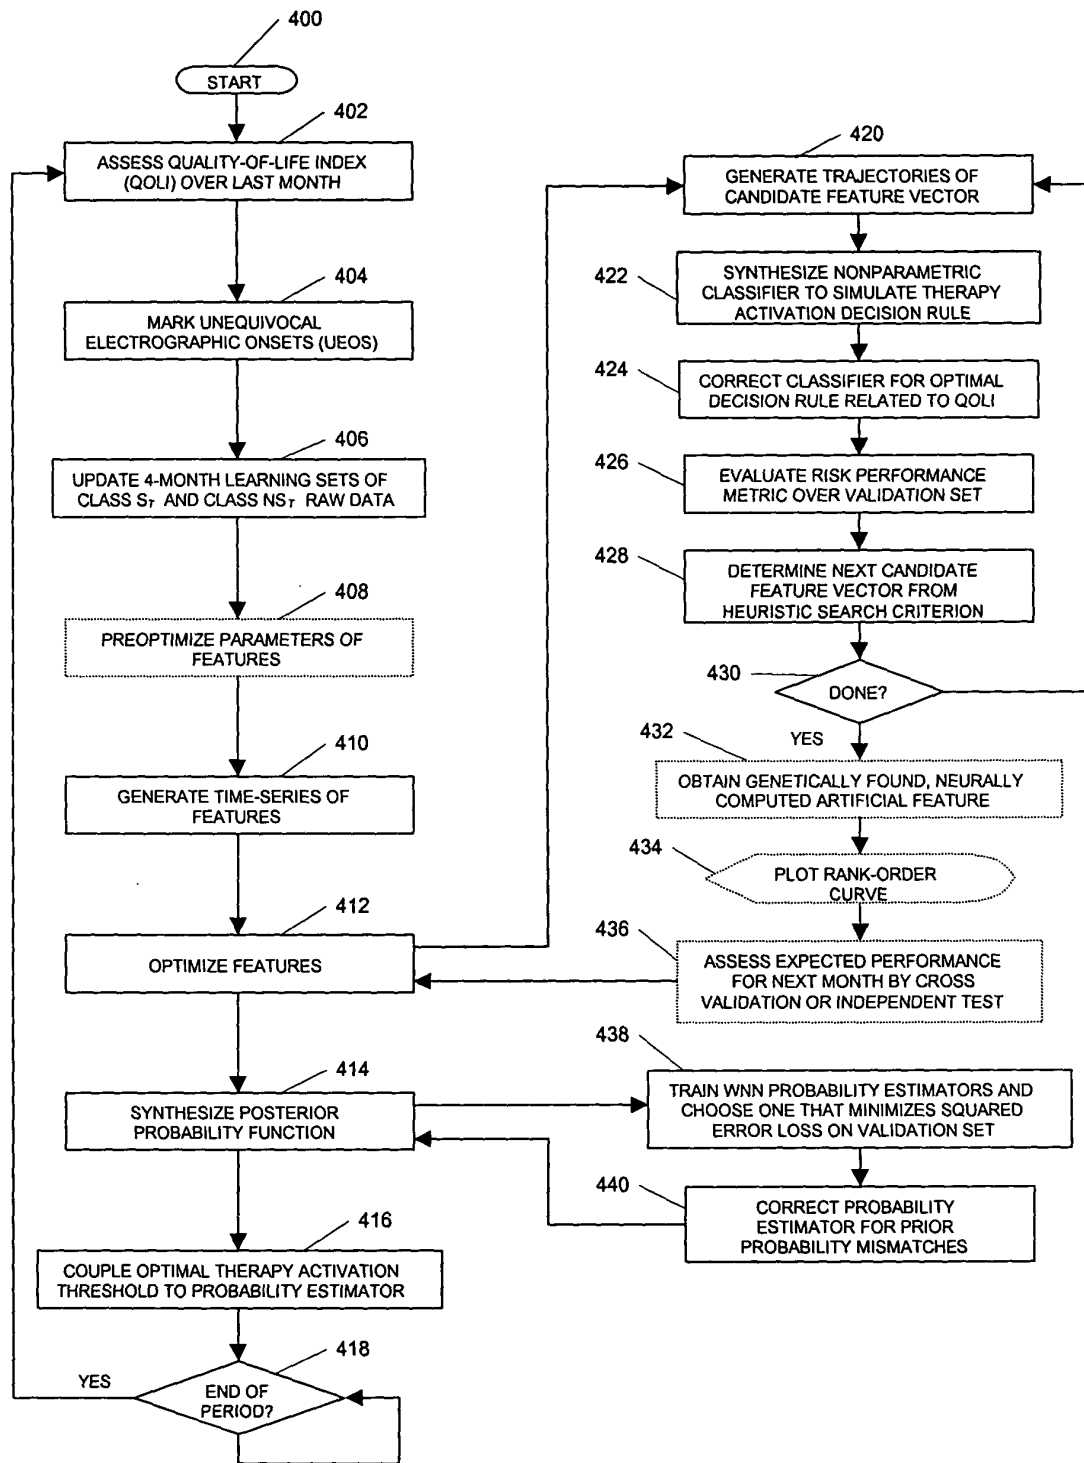 400
START
402
ASSESS QUALITY-OF-LIFE INDEX
(QOLI) OVER LAST MONTH
404
MARK UNEQUIVOCAL
ELECTROGRAPHIC ONSETS (UEOS)
406
UPDATE 4-MONTH LEARNING SETS OF
CLASS ST AND CLASS NST RAW DATA
408
PREOPTIMIZE PARAMETERS OF
FEATURES
410
GENERATE TIME-SERIES OF
FEATURES
412
OPTIMIZE FEATURES
414
SYNTHESIZE POSTERIOR
PROBABILITY FUNCTION
416
COUPLE OPTIMAL THERAPY ACTIVATION
THRESHOLD TO PROBABILITY ESTIMATOR
418
YES
END OF
PERIOD?
420
GENERATE TRAJECTORIES OF
CANDIDATE FEATURE VECTOR
422
SYNTHESIZE NONPARAMETRIC
CLASSIFIER TO SIMULATE THERAPY
ACTIVATION DECISION RULE
424
CORRECT CLASSIFIER FOR OPTIMAL
DECISION RULE RELATED TO QOLI
426
EVALUATE RISK PERFORMANCE
METRIC OVER VALIDATION SET
428
DETERMINE NEXT CANDIDATE
FEATURE VECTOR FROM
HEURISTIC SEARCH CRITERION
430
DONE?
YES
432
OBTAIN GENETICALLY FOUND, NEURALLY
COMPUTED ARTIFICIAL FEATURE
434
PLOT RANK-ORDER
CURVE
436
ASSESS EXPECTED PERFORMANCE
FOR NEXT MONTH BY CROSS
VALIDATION OR INDEPENDENT TEST
438
TRAIN WNN PROBABILITY ESTIMATORS AND
CHOOSE ONE THAT MINIMIZES SQUARED
ERROR LOSS ON VALIDATION SET
440
CORRECT PROBABILITY
ESTIMATOR FOR PRIOR
PROBABILITY MISMATCHES